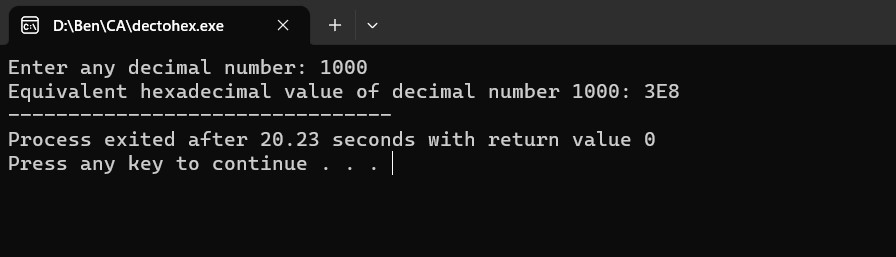 D:\Ben\CA\dectohex.exe
Enter any decimal number: 1000
Equivalent hexadecimal value of decimal number 1000: 3E8
--------------------------------
Process exited after 20.23 seconds with return value 0
Press any key to continue . . .